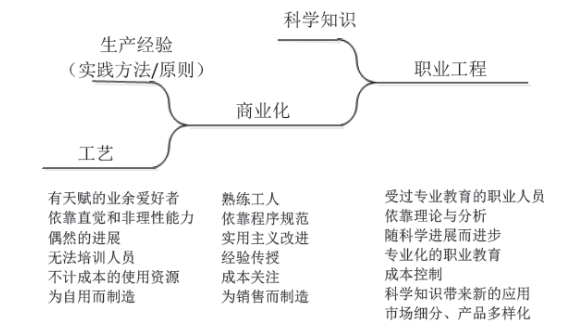 科学知识
生产经验
（实践方法/原则）
职业工程
商业化
工艺
有天赋的业余爱好者
依靠直觉和非理性能力
偶然的进展
无法培训人员
不计成本的使用资源
为自用而制造
熟练工人
依靠程序规范
实用主义改进
经验传授
成本关注
为销售而制造
受过专业教育的职业人员
依靠理论与分析
随科学进展而进步
专业化的职业教育
成本控制
科学知识带来新的应用
市场细分、产品多样化